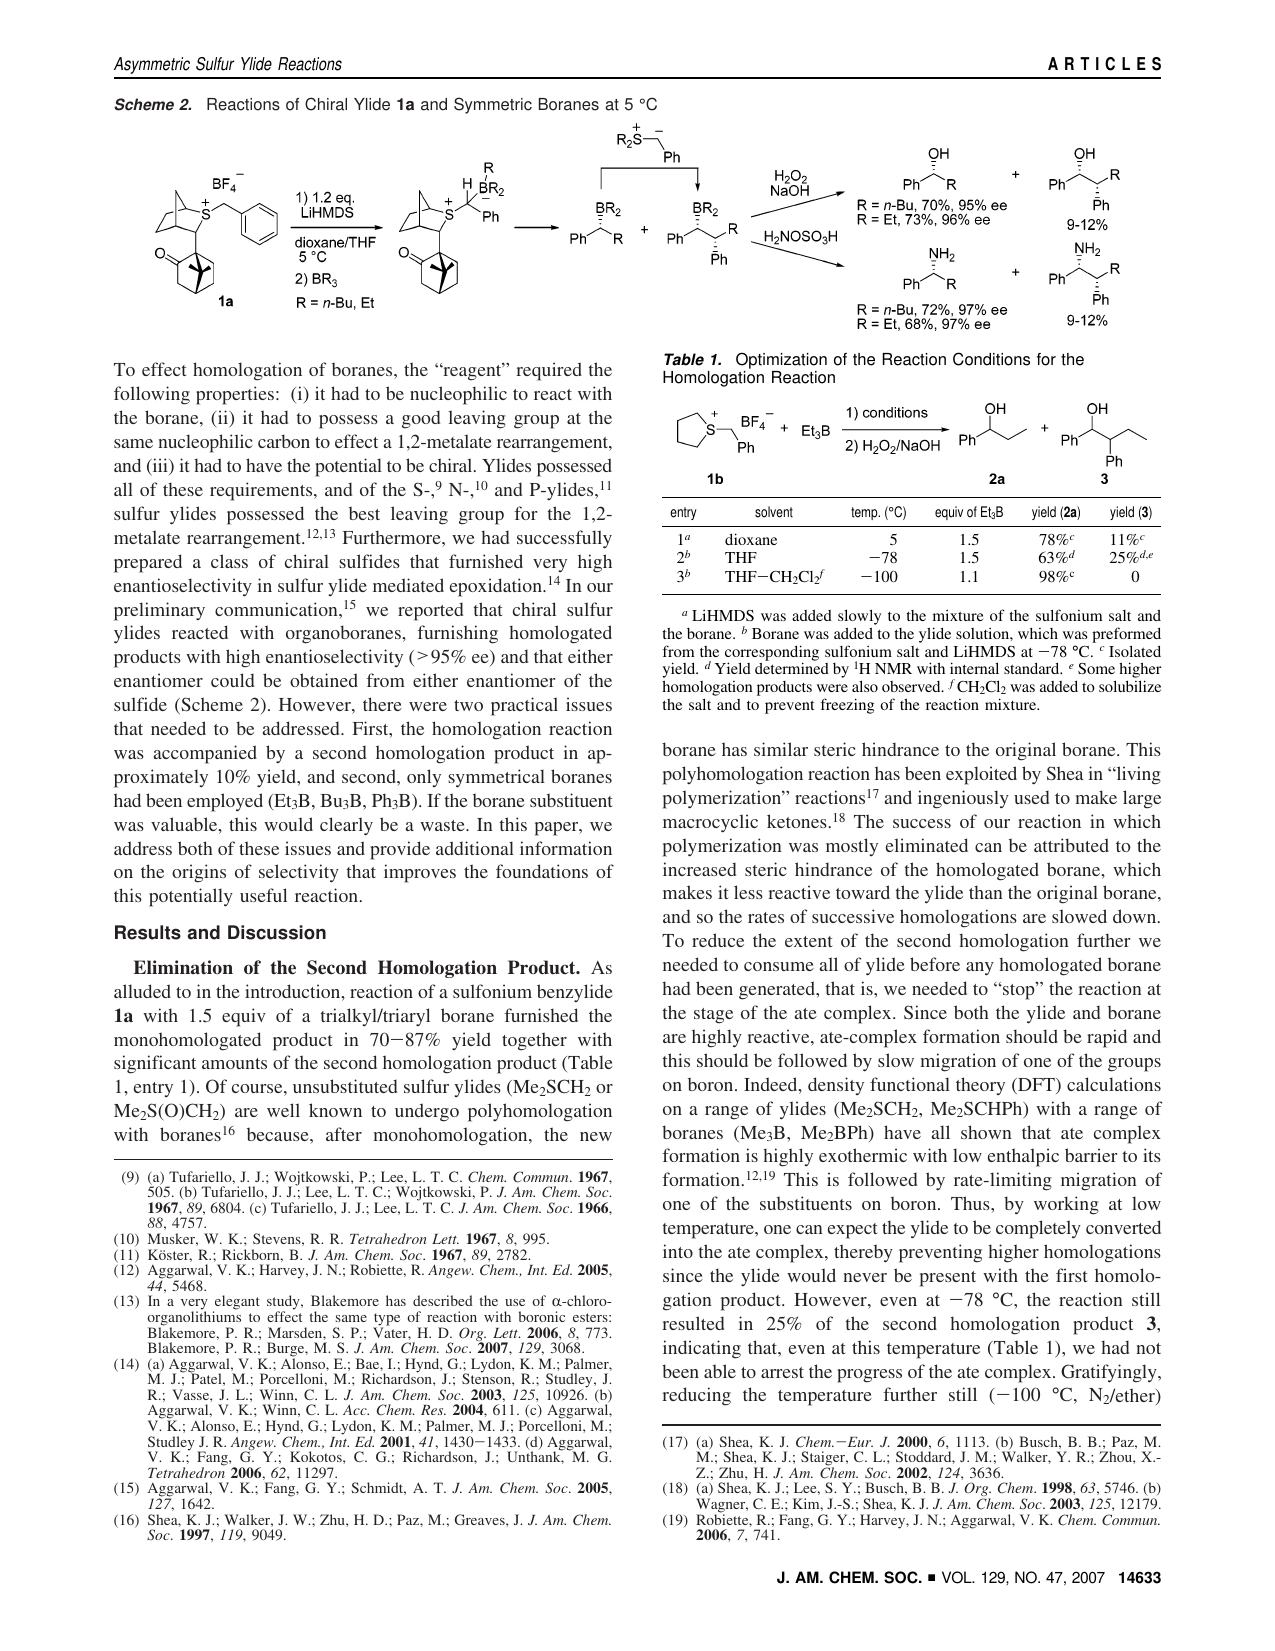 Asymmetric Sulfur Ylide Reactions
ARTICLES
Scheme 2. Reactions of Chiral Ylide 1a and Symmetric Boranes at 5 °C
BF4−
+
S
O
1a
1) 1.2 eq.
LiHMDS
dioxane/THF
5 °C
2) BR3
R = n-Bu, Et
R
H
BR2
−
+
S
Ph
O
+ −
R2S
Ph
BR2
Ph R
+
BR2
Ph R
Ph
H2O2
NaOH
H2NOSO3H
OH
Ph R
R = n-Bu, 70%, 95% ee
R = Et, 73%, 96% ee
+
OH
Ph R
Ph
9-12%
NH2
Ph R
R = n-Bu, 72%, 97% ee
R = Et, 68%, 97% ee
+
NH2
Ph R
Ph
9-12%
To effect homologation of boranes, the “reagent” required the
following properties: (i) it had to be nucleophilic to react with
the borane, (ii) it had to possess a good leaving group at the
same nucleophilic carbon to effect a 1,2-metalate rearrangement,
and (iii) it had to have the potential to be chiral. Ylides possessed
all of these requirements, and of the S-,9 N-,10 and P-ylides,11
sulfur ylides possessed the best leaving group for the 1,2-
metalate rearrangement.12,13 Furthermore, we had successfully
prepared a class of chiral sulfides that furnished very high
enantioselectivity in sulfur ylide mediated epoxidation.14 In our
preliminary communication,15 we reported that chiral sulfur
ylides reacted with organoboranes, furnishing homologated
products with high enantioselectivity (>95% ee) and that either
enantiomer could be obtained from either enantiomer of the
sulfide (Scheme 2). However, there were two practical issues
that needed to be addressed. First, the homologation reaction
was accompanied by a second homologation product in ap-
proximately 10% yield, and second, only symmetrical boranes
had been employed (Et3B, Bu3B, Ph3B). If the borane substituent
was valuable, this would clearly be a waste. In this paper, we
address both of these issues and provide additional information
on the origins of selectivity that improves the foundations of
this potentially useful reaction.
Results and Discussion
Elimination of the Second Homologation Product. As
alluded to in the introduction, reaction of a sulfonium benzylide
1a with 1.5 equiv of a trialkyl/triaryl borane furnished the
monohomologated product in 70−87% yield together with
significant amounts of the second homologation product (Table
1, entry 1). Of course, unsubstituted sulfur ylides (Me2SCH2 or
Me2S(O)CH2) are well known to undergo polyhomologation
with boranes16 because, after monohomologation, the new
(9) (a) Tufariello, J. J.; Wojtkowski, P.; Lee, L. T. C. Chem. Commun. 1967,
505. (b) Tufariello, J. J.; Lee, L. T. C.; Wojtkowski, P. J. Am. Chem. Soc.
1967, 89, 6804. (c) Tufariello, J. J.; Lee, L. T. C. J. Am. Chem. Soc. 1966,
88, 4757.
(10) Musker, W. K.; Stevens, R. R. Tetrahedron Lett. 1967, 8, 995.
(11) Köster, R.; Rickborn, B. J. Am. Chem. Soc. 1967, 89, 2782.
(12) Aggarwal, V. K.; Harvey, J. N.; Robiette, R. Angew. Chem., Int. Ed. 2005,
44, 5468.
(13) In a very elegant study, Blakemore has described the use of α-chloro-
organolithiums to effect the same type of reaction with boronic esters:
Blakemore, P. R.; Marsden, S. P.; Vater, H. D. Org. Lett. 2006, 8, 773.
Blakemore, P. R.; Burge, M. S. J. Am. Chem. Soc. 2007, 129, 3068.
(14) (a) Aggarwal, V. K.; Alonso, E.; Bae, I.; Hynd, G.; Lydon, K. M.; Palmer,
M. J.; Patel, M.; Porcelloni, M.; Richardson, J.; Stenson, R.; Studley, J.
R.; Vasse, J. L.; Winn, C. L. J. Am. Chem. Soc. 2003, 125, 10926. (b)
Aggarwal, V. K.; Winn, C. L. Acc. Chem. Res. 2004, 611. (c) Aggarwal,
V. K.; Alonso, E.; Hynd, G.; Lydon, K. M.; Palmer, M. J.; Porcelloni, M.;
Studley J. R. Angew. Chem., Int. Ed. 2001, 41, 1430−1433. (d) Aggarwal,
V. K.; Fang, G. Y.; Kokotos, C. G.; Richardson, J.; Unthank, M. G.
Tetrahedron 2006, 62, 11297.
(15) Aggarwal, V. K.; Fang, G. Y.; Schmidt, A. T. J. Am. Chem. Soc. 2005,
127, 1642.
(16) Shea, K. J.; Walker, J. W.; Zhu, H. D.; Paz, M.; Greaves, J. J. Am. Chem.
Soc. 1997, 119, 9049.
Table 1. Optimization of the Reaction Conditions for the
Homologation Reaction
+
S
BF4−
Ph
1b
+ Et3B
1) conditions
2) H2O2/NaOH
OH
Ph
2a
+
OH
Ph
Ph
3
entry solvent temp. (°C) equiv of Et3B yield (2a) yield (3)
1a dioxane 5 1.5 78%c 11%c
2b THF −78 1.5 63%d 25%d,e
3b THF−CH2Cl2f −100 1.1 98%c 0
a LiHMDS was added slowly to the mixture of the sulfonium salt and
the borane. b Borane was added to the ylide solution, which was preformed
from the corresponding sulfonium salt and LiHMDS at −78 °C. c Isolated
yield. d Yield determined by 1H NMR with internal standard. e Some higher
homologation products were also observed. f CH2Cl2 was added to solubilize
the salt and to prevent freezing of the reaction mixture.
borane has similar steric hindrance to the original borane. This
polyhomologation reaction has been exploited by Shea in “living
polymerization” reactions17 and ingeniously used to make large
macrocyclic ketones.18 The success of our reaction in which
polymerization was mostly eliminated can be attributed to the
increased steric hindrance of the homologated borane, which
makes it less reactive toward the ylide than the original borane,
and so the rates of successive homologations are slowed down.
To reduce the extent of the second homologation further we
needed to consume all of ylide before any homologated borane
had been generated, that is, we needed to “stop” the reaction at
the stage of the ate complex. Since both the ylide and borane
are highly reactive, ate-complex formation should be rapid and
this should be followed by slow migration of one of the groups
on boron. Indeed, density functional theory (DFT) calculations
on a range of ylides (Me2SCH2, Me2SCHPh) with a range of
boranes (Me3B, Me2BPh) have all shown that ate complex
formation is highly exothermic with low enthalpic barrier to its
formation.12,19 This is followed by rate-limiting migration of
one of the substituents on boron. Thus, by working at low
temperature, one can expect the ylide to be completely converted
into the ate complex, thereby preventing higher homologations
since the ylide would never be present with the first homolo-
gation product. However, even at −78 °C, the reaction still
resulted in 25% of the second homologation product 3,
indicating that, even at this temperature (Table 1), we had not
been able to arrest the progress of the ate complex. Gratifyingly,
reducing the temperature further still (−100 °C, N2/ether)
(17) (a) Shea, K. J. Chem.−Eur. J. 2000, 6, 1113. (b) Busch, B. B.; Paz, M.
M.; Shea, K. J.; Staiger, C. L.; Stoddard, J. M.; Walker, Y. R.; Zhou, X.-
Z.; Zhu, H. J. Am. Chem. Soc. 2002, 124, 3636.
(18) (a) Shea, K. J.; Lee, S. Y.; Busch, B. B. J. Org. Chem. 1998, 63, 5746. (b)
Wagner, C. E.; Kim, J.-S.; Shea, K. J. J. Am. Chem. Soc. 2003, 125, 12179.
(19) Robiette, R.; Fang, G. Y.; Harvey, J. N.; Aggarwal, V. K. Chem. Commun.
2006, 7, 741.
J. AM. CHEM. SOC. ■ VOL. 129, NO. 47, 2007 14633